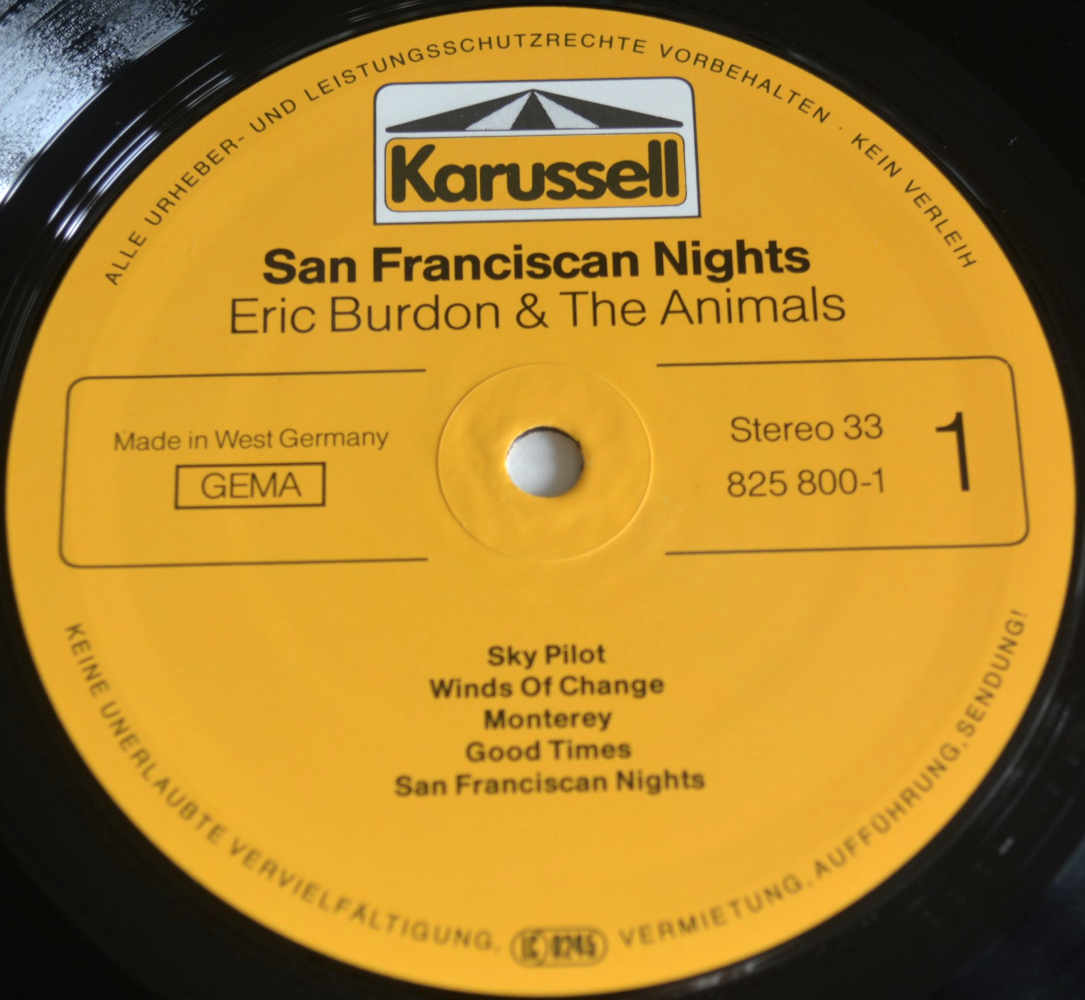 ALLE URHEBER- UND LEISTUNGSSCHUTZRECHTE VORBEHALTEN · KEIN VERLEIH
Karussell
San Franciscan Nights
Eric Burdon & The Animals
Made in West Germany
GEMA
Stereo 33
825 800-1
1
Sky Pilot
Winds Of Change
Monterey
Good Times
San Franciscan Nights
KEINE UNERLAUBTE VERVIELFÄLTIGUNG, LC 0245 VERMIETUNG, AUFFÜHRUNG, SENDUNG!